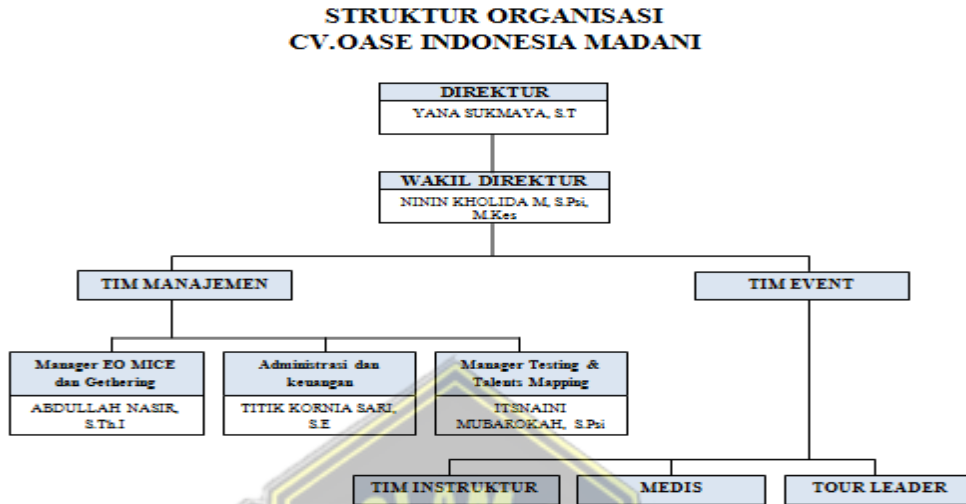 STRUKTUR ORGANISASI
CV.OASE INDONESIA MADANI
DIREKTUR
YANA SUKMAYA, S.T
WAKIL DIREKTUR
NININ KHOLIDA M, S.Psi,
M.Kes
TIM MANAJEMEN
TIM EVENT
Manager EO MICE
dan Gethering
ABDULLAH NASIR,
S.Th.I
Administrasi dan
keuangan
TITIK KORNIA SARI,
S.E
Manager Testing &
Talents Mapping
ITSNAINI
MUBAROKAH, S.Psi
TIM INSTRUKTUR
MEDIS
TOUR LEADER